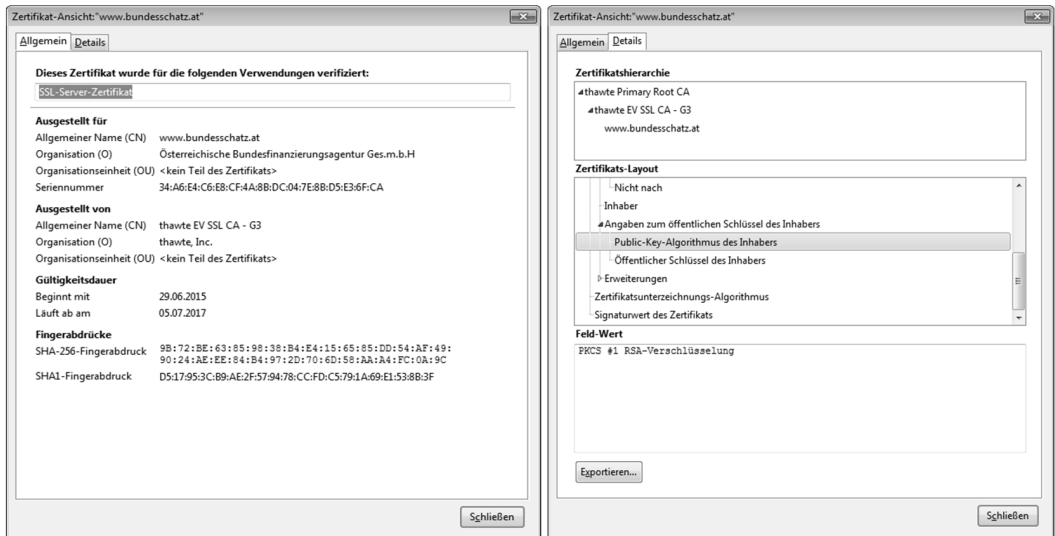 Zertifikat-Ansicht:"www.bundesschatz.at"
Allgemein Details
Dieses Zertifikat wurde für die folgenden Verwendungen verifiziert:
SSL-Server-Zertifikat
Ausgestellt für
Allgemeiner Name (CN) www.bundesschatz.at
Organisation (O) Österreichische Bundesfinanzierungsagentur Ges.m.b.H
Organisationseinheit (OU) <kein Teil des Zertifikats>
Seriennummer 34:A6:E4:C6:E8:CF:4A:8B:DC:04:7E:8B:D5:E3:6F:CA
Ausgestellt von
Allgemeiner Name (CN) thawte EV SSL CA - G3
Organisation (O) thawte, Inc.
Organisationseinheit (OU) <kein Teil des Zertifikats>
Gültigkeitsdauer
Beginnt mit 29.06.2015
Läuft ab am 05.07.2017
Fingerabdrücke
SHA-256-Fingerabdruck 9B:72:BE:63:85:98:38:B4:E4:15:65:85:DD:54:AF:49:
90:24:AE:EE:84:B4:97:2D:70:6D:58:AA:A4:FC:0A:9C
SHA1-Fingerabdruck D5:17:95:3C:B9:AE:2F:57:94:78:CC:FD:C5:79:1A:69:E1:53:8B:3F
Schließen
Zertifikat-Ansicht:"www.bundesschatz.at"
Allgemein Details
Zertifikatshierarchie
thawte Primary Root CA
thawte EV SSL CA - G3
www.bundesschatz.at
Zertifikats-Layout
Nicht nach
Inhaber
Angaben zum öffentlichen Schlüssel des Inhabers
Public-Key-Algorithmus des Inhabers
Öffentlicher Schlüssel des Inhabers
Erweiterungen
Zertifikatsunterzeichnungs-Algorithmus
Signaturwert des Zertifikats
Feld-Wert
PKCS #1 RSA-Verschlüsselung
Exportieren...
Schließen